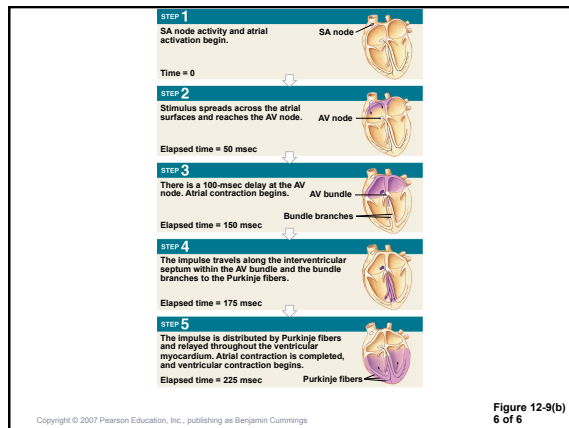 STEP 1
SA node activity and atrial
activation begin.
SA node
Time = 0
STEP 2
Stimulus spreads across the atrial
surfaces and reaches the AV node.
AV node
Elapsed time = 50 msec
STEP 3
There is a 100-msec delay at the AV
node. Atrial contraction begins.
AV bundle
Bundle branches
Elapsed time = 150 msec
STEP 4
The impulse travels along the interventricular
septum within the AV bundle and the bundle
branches to the Purkinje fibers.
Elapsed time = 175 msec
STEP 5
The impulse is distributed by Purkinje fibers
and relayed throughout the ventricular
myocardium. Atrial contraction is completed,
and ventricular contraction begins.
Elapsed time = 225 msec
Purkinje fibers
Copyright © 2007 Pearson Education, Inc., publishing as Benjamin Cummings
Figure 12-9(b)
6 of 6